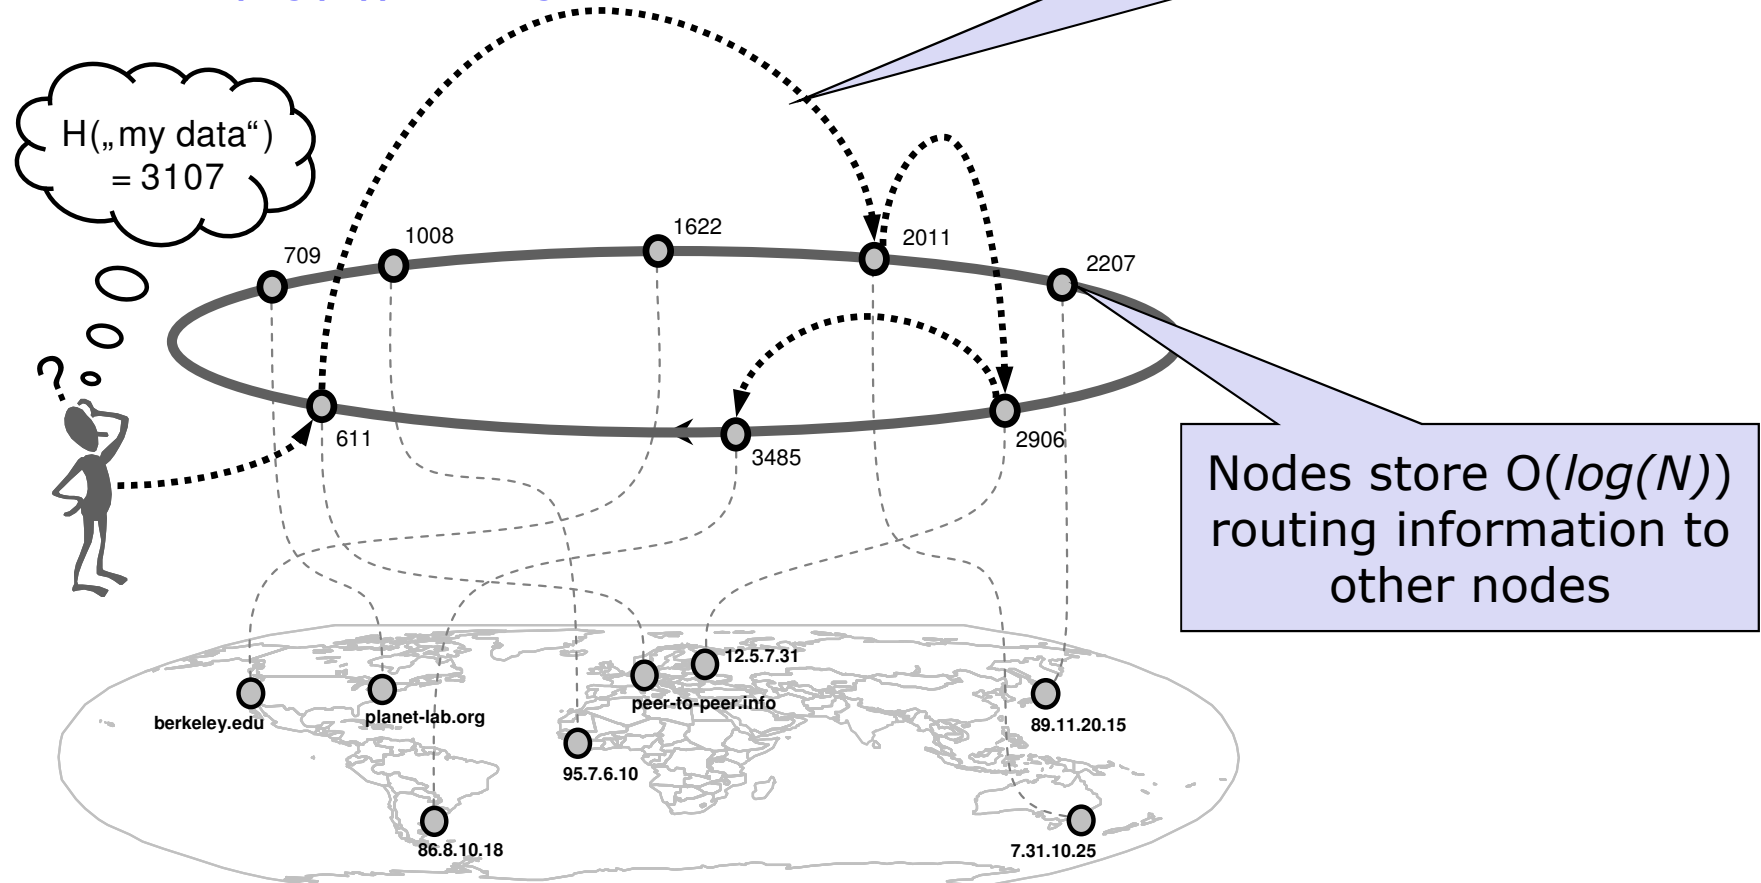 H(„my data“)
= 3107
709
1008
1622
2011
2207
611
3485
2906
?
Nodes store O(log(N))
routing information to
other nodes
12.5.7.31
peer-to-peer.info
berkeley.edu
planet-lab.org
89.11.20.15
95.7.6.10
86.8.10.18
7.31.10.25